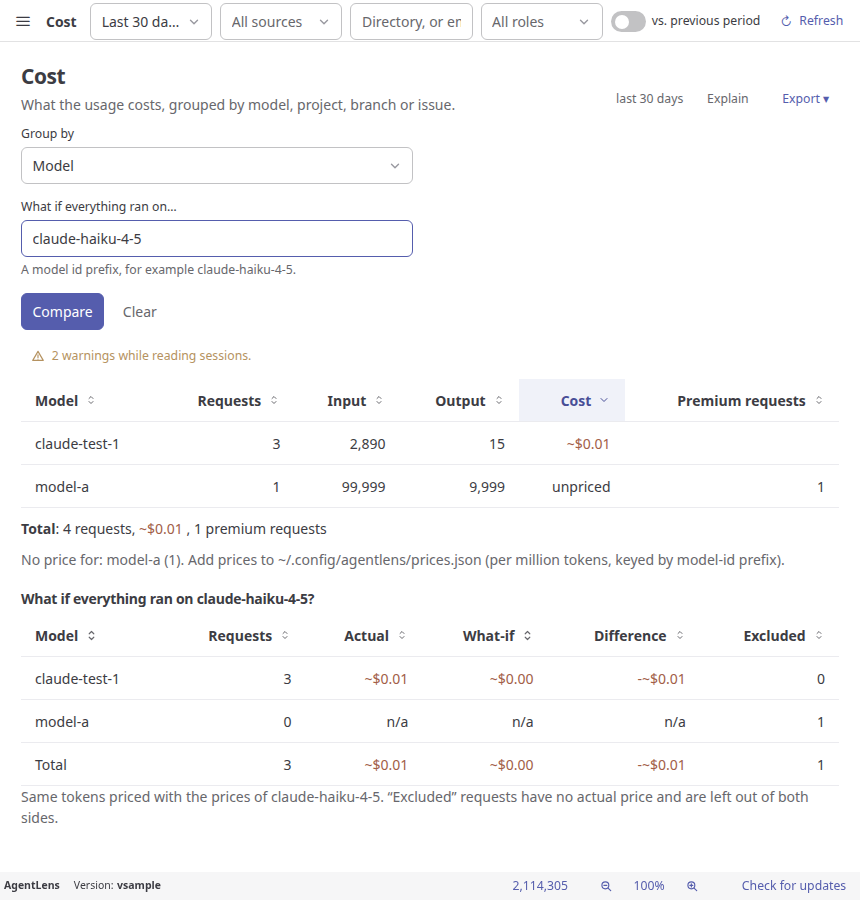 Cost
Last 30 da...
All sources
Directory, or er
All roles
vs. previous period
Refresh
Cost
What the usage costs, grouped by model, project, branch or issue.
last 30 days
Explain
Export ▾
Group by
Model
What if everything ran on...
claude-haiku-4-5
A model id prefix, for example claude-haiku-4-5.
Compare
Clear
2 warnings while reading sessions.
Model Requests Input Output Cost Premium requests
claude-test-1 3 2,890 15 ~$0.01
model-a 1 99,999 9,999 unpriced 1
Total: 4 requests, ~$0.01 , 1 premium requests
No price for: model-a (1). Add prices to ~/.config/agentlens/prices.json (per million tokens, keyed by model-id prefix).
What if everything ran on claude-haiku-4-5?
Model Requests Actual What-if Difference Excluded
claude-test-1 3 ~$0.01 ~$0.00 -~$0.01 0
model-a 0 n/a n/a n/a 1
Total 3 ~$0.01 ~$0.00 -~$0.01 1
Same tokens priced with the prices of claude-haiku-4-5. “Excluded” requests have no actual price and are left out of both
sides.
AgentLens Version: vsample 2,114,305 100% Check for updates